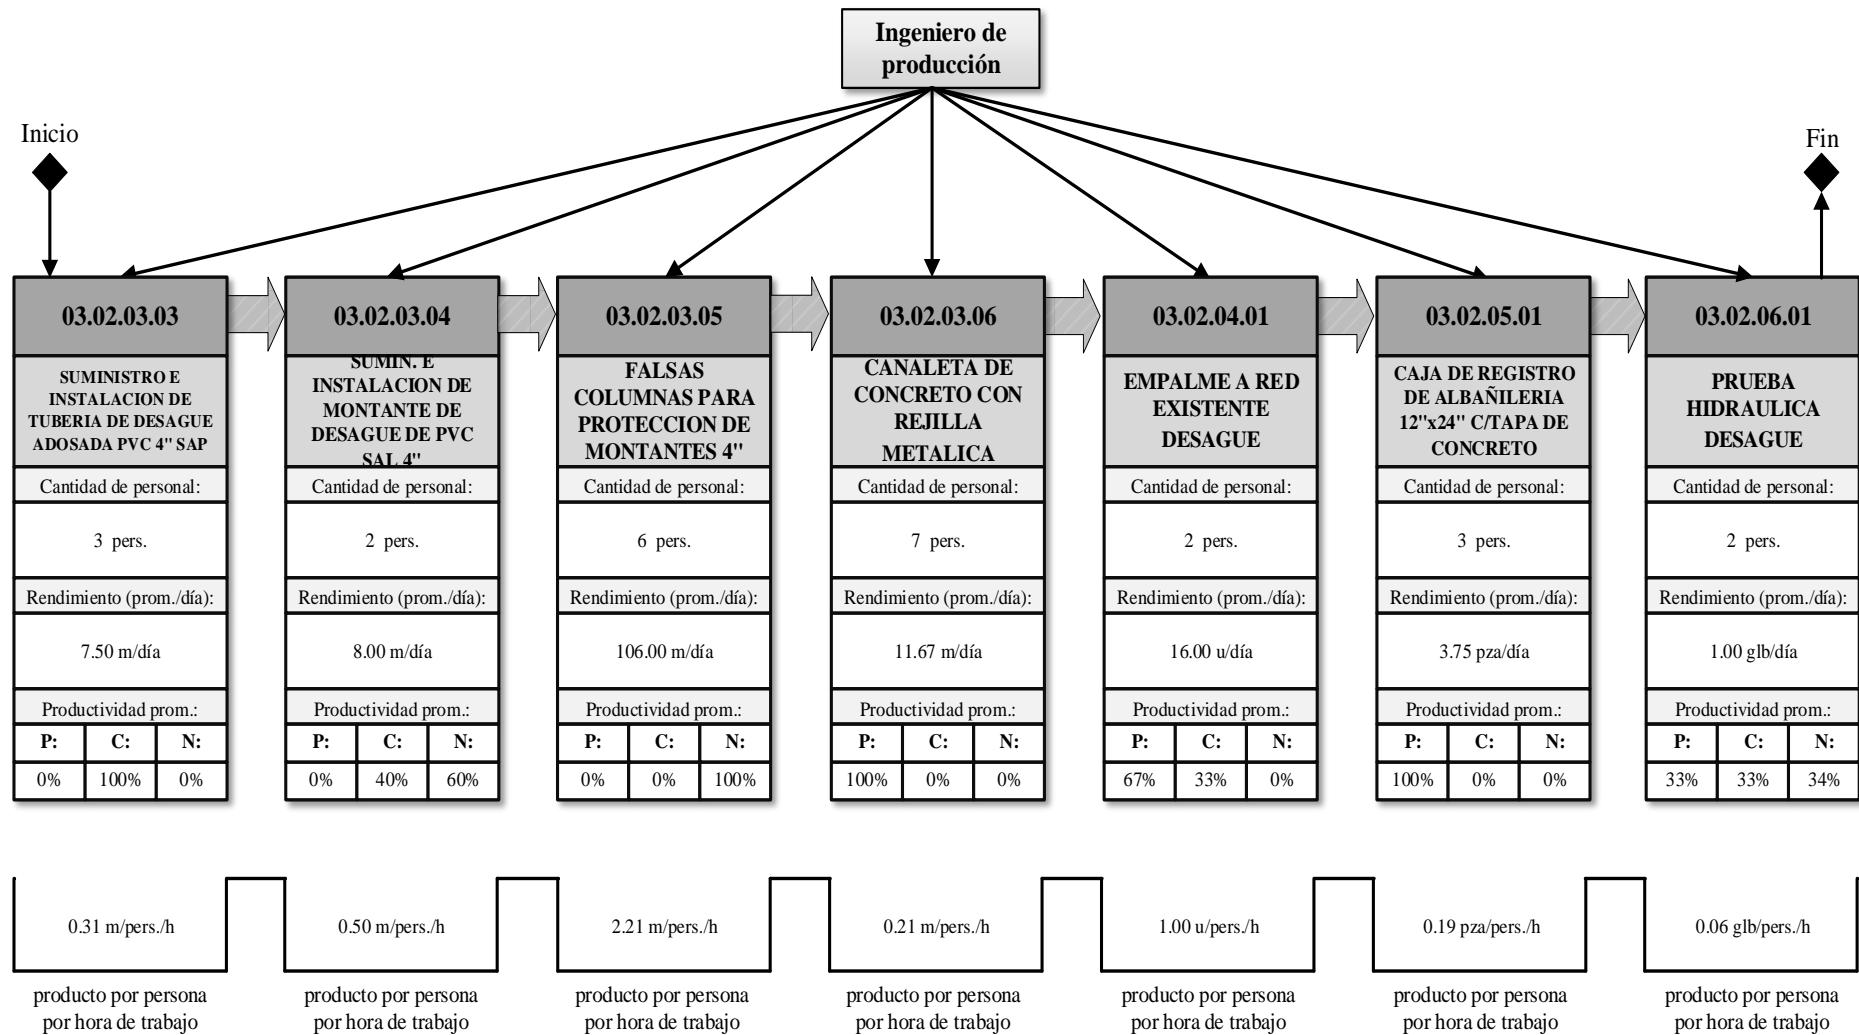 Ingeniero de
producción
Inicio
Fin
03.02.03.03
SUMINISTRO E
INSTALACION DE
TUBERIA DE DESAGUE
ADOSADA PVC 4" SAP
Cantidad de personal:
3 pers.
Rendimiento (prom./día):
7.50 m/día
Productividad prom.:
P: C: N:
0% 100% 0%
03.02.03.04
SUMIN. E
INSTALACION DE
MONTANTE DE
DESAGUE DE PVC
SAL 4"
Cantidad de personal:
2 pers.
Rendimiento (prom./día):
8.00 m/día
Productividad prom.:
P: C: N:
0% 40% 60%
03.02.03.05
FALSAS
COLUMNAS PARA
PROTECCION DE
MONTANTES 4"
Cantidad de personal:
6 pers.
Rendimiento (prom./día):
106.00 m/día
Productividad prom.:
P: C: N:
0% 0% 100%
03.02.03.06
CANALETA DE
CONCRETO CON
REJILLA
METALICA
Cantidad de personal:
7 pers.
Rendimiento (prom./día):
11.67 m/día
Productividad prom.:
P: C: N:
100% 0% 0%
03.02.04.01
EMPALME A RED
EXISTENTE
DESAGUE
Cantidad de personal:
2 pers.
Rendimiento (prom./día):
16.00 u/día
Productividad prom.:
P: C: N:
67% 33% 0%
03.02.05.01
CAJA DE REGISTRO
DE ALBAÑILERIA
12"x24" C/TAPA DE
CONCRETO
Cantidad de personal:
3 pers.
Rendimiento (prom./día):
3.75 pza/día
Productividad prom.:
P: C: N:
100% 0% 0%
03.02.06.01
PRUEBA
HIDRAULICA
DESAGUE
Cantidad de personal:
2 pers.
Rendimiento (prom./día):
1.00 glb/día
Productividad prom.:
P: C: N:
33% 33% 34%
0.31 m/pers./h
producto por persona
por hora de trabajo
0.50 m/pers./h
producto por persona
por hora de trabajo
2.21 m/pers./h
producto por persona
por hora de trabajo
0.21 m/pers./h
producto por persona
por hora de trabajo
1.00 u/pers./h
producto por persona
por hora de trabajo
0.19 pza/pers./h
producto por persona
por hora de trabajo
0.06 glb/pers./h
producto por persona
por hora de trabajo